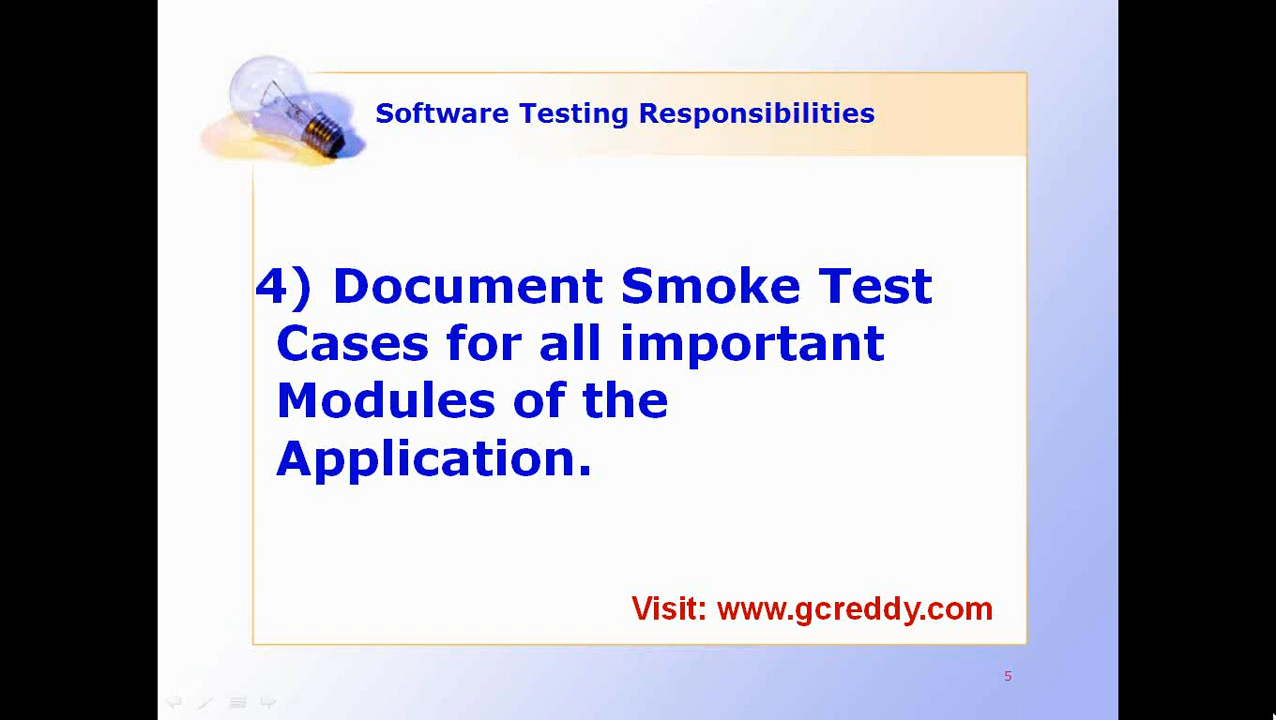 Software Testing Responsibilities
4) Document Smoke Test
Cases for all important
Modules of the
Application.
Visit: www.gcreddy.com
5